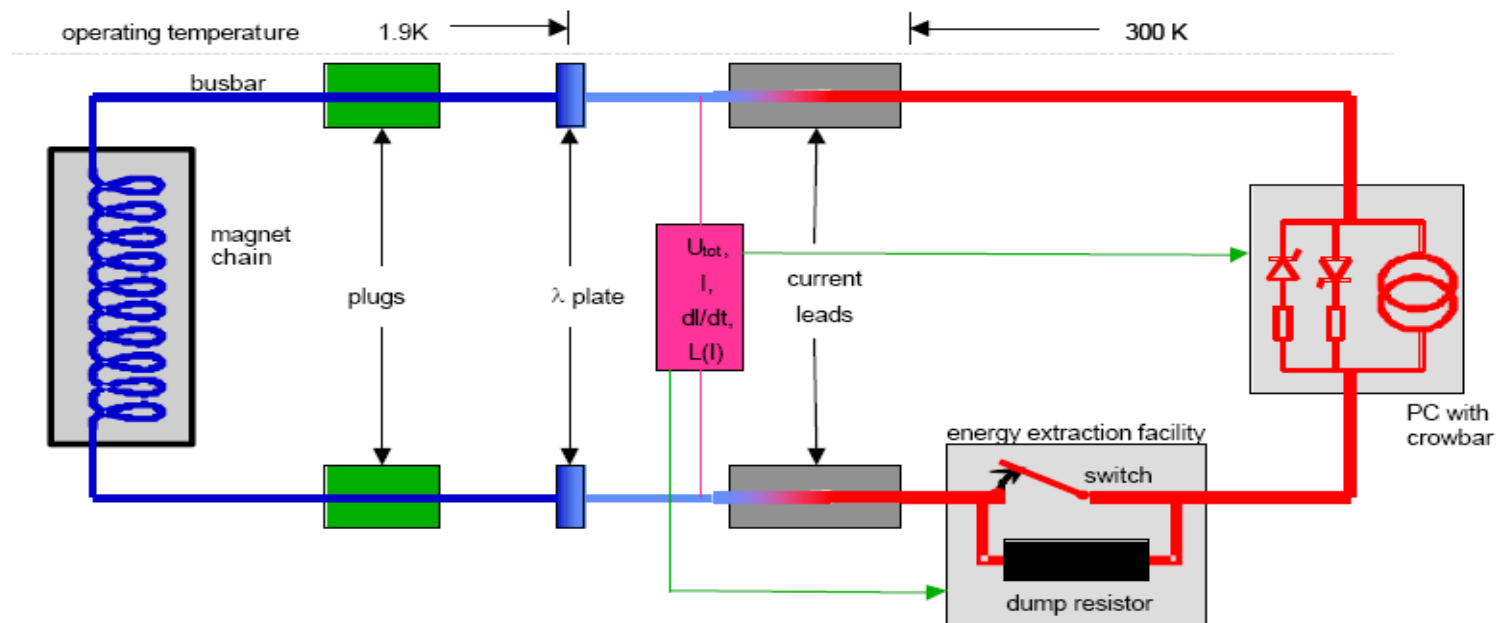 operating temperature 1.9K 300 K
busbar
magnet
chain
plugs
λ plate
U_tot,
I,
dI/dt,
L(I)
current
leads
PC with
crowbar
energy extraction facility
switch
dump resistor